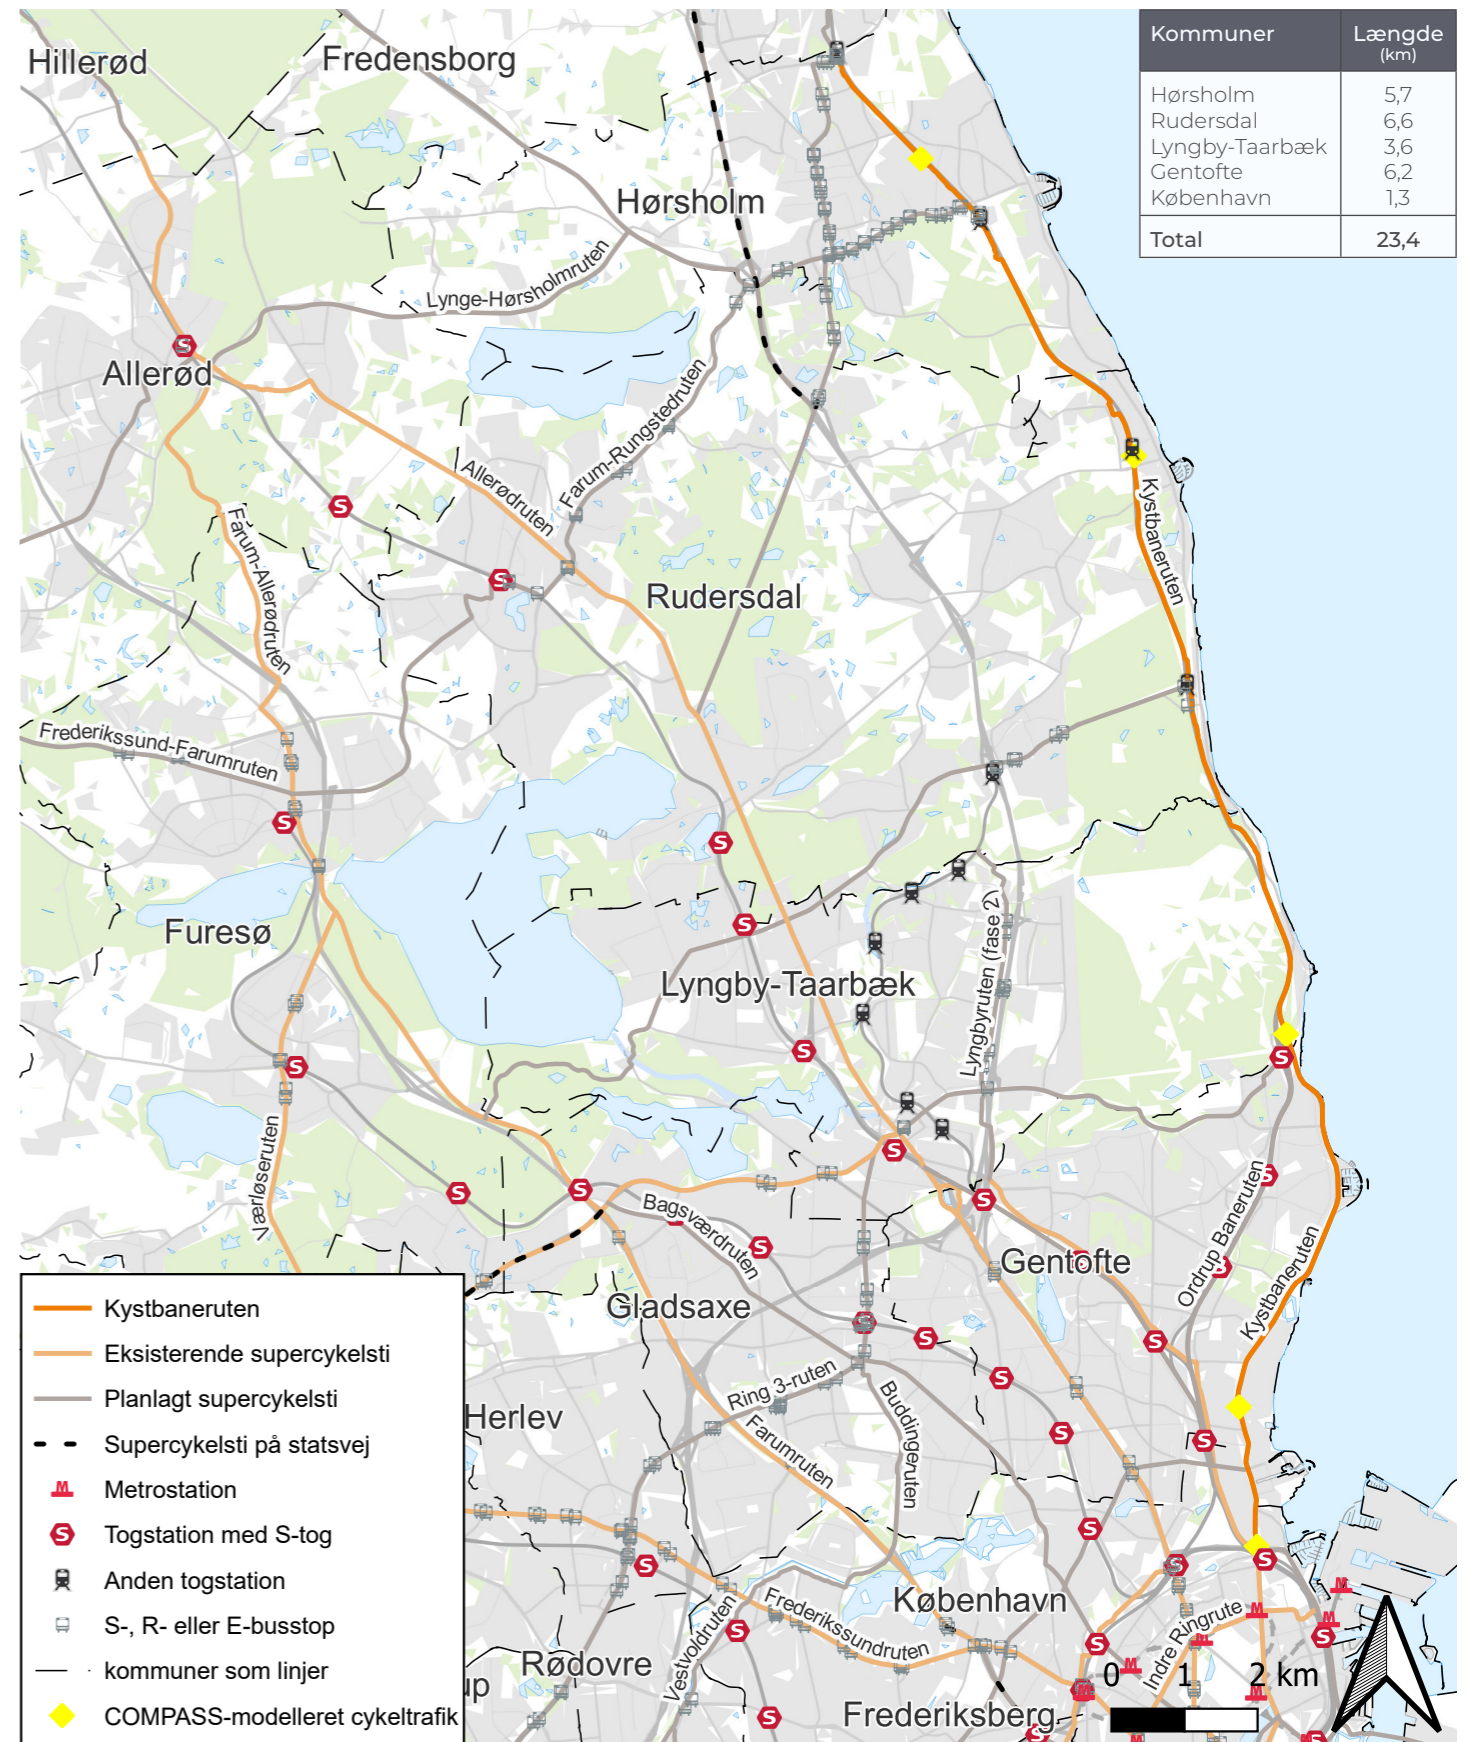 Kommuner Længde
(km)
Hørsholm 5,7
Rudersdal 6,6
Lyngby-Taarbæk 3,6
Gentofte 6,2
København 1,3
Total 23,4
Hillerød
Fredensborg
Hørsholm
Lynge-Hørsholmruten
Allerød
Farum-Rungstedruten
Allerødruten
Kystbaneruten
Farum-Allerødruten
Rudersdal
Frederikssund-Farumruten
Furesø
Lyngby-Taarbæk
Lyngbyruten (fase 2)
Værløseruten
Bagsværdruten
Ordrup Baneruten
Gentofte
Kystbaneruten
Gladsaxe
Ring 3-ruten
Herlev
Farumruten
Buddingeruten
København
Frederikssundruten
Vestvoldruten
Indre Ringrute
Rødovre
up
Frederiksberg
0 1 2 km
Kystbaneruten
Eksisterende supercykelsti
Planlagt supercykelsti
Supercykelsti på statsvej
M Metrostation
S Togstation med S-tog
Anden togstation
S-, R- eller E-busstop
kommuner som linjer
COMPASS-modelleret cykeltrafik